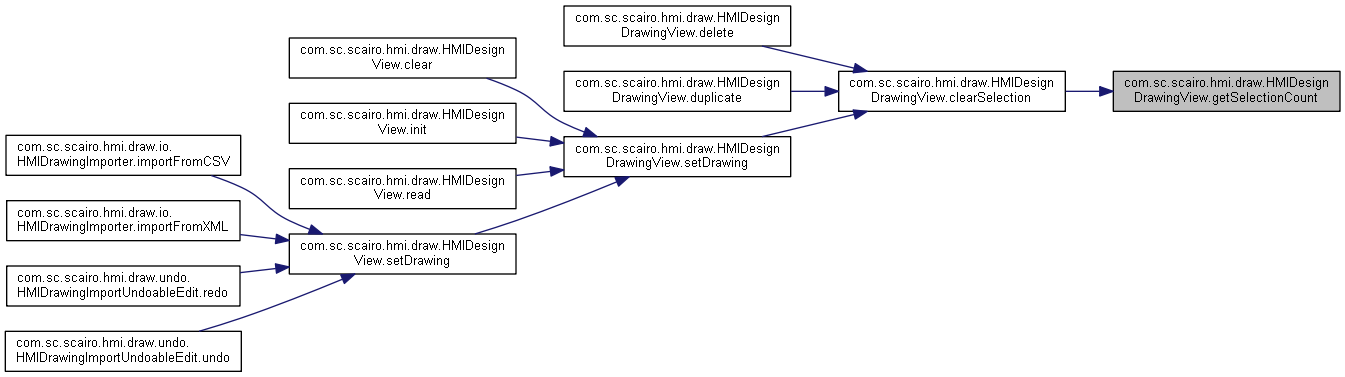 com.sc.scairo.hmi.draw.HMIDesign
DrawingView.delete
com.sc.scairo.hmi.draw.HMIDesign
View.clear
com.sc.scairo.hmi.draw.HMIDesign
DrawingView.duplicate
com.sc.scairo.hmi.draw.HMIDesign
DrawingView.clearSelection
com.sc.scairo.hmi.draw.HMIDesign
DrawingView.getSelectionCount
com.sc.scairo.hmi.draw.HMIDesign
View.init
com.sc.scairo.hmi.draw.HMIDesign
DrawingView.setDrawing
com.sc.scairo.hmi.draw.io.
HMIDrawingImporter.importFromCSV
com.sc.scairo.hmi.draw.HMIDesign
View.read
com.sc.scairo.hmi.draw.io.
HMIDrawingImporter.importFromXML
com.sc.scairo.hmi.draw.HMIDesign
View.setDrawing
com.sc.scairo.hmi.draw.undo.
HMIDrawingImportUndoableEdit.redo
com.sc.scairo.hmi.draw.undo.
HMIDrawingImportUndoableEdit.undo